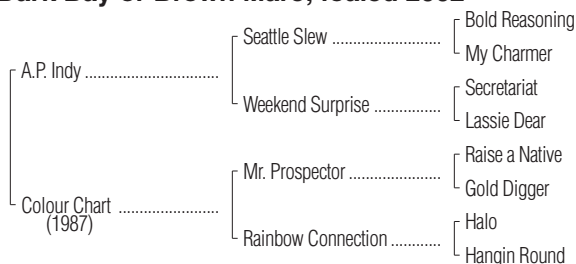 Dark Bay or Brown Mare; foaled
Bold Reasoning
Seattle Slew ..........................
My Charmer
A.P. Indy ................................
Secretariat
Weekend Surprise ................
Lassie Dear
Raise a Native
Mr. Prospector ......................
Gold Digger
Colour Chart ........................
(1987)
Halo
Rainbow Connection ............
Hangin Round